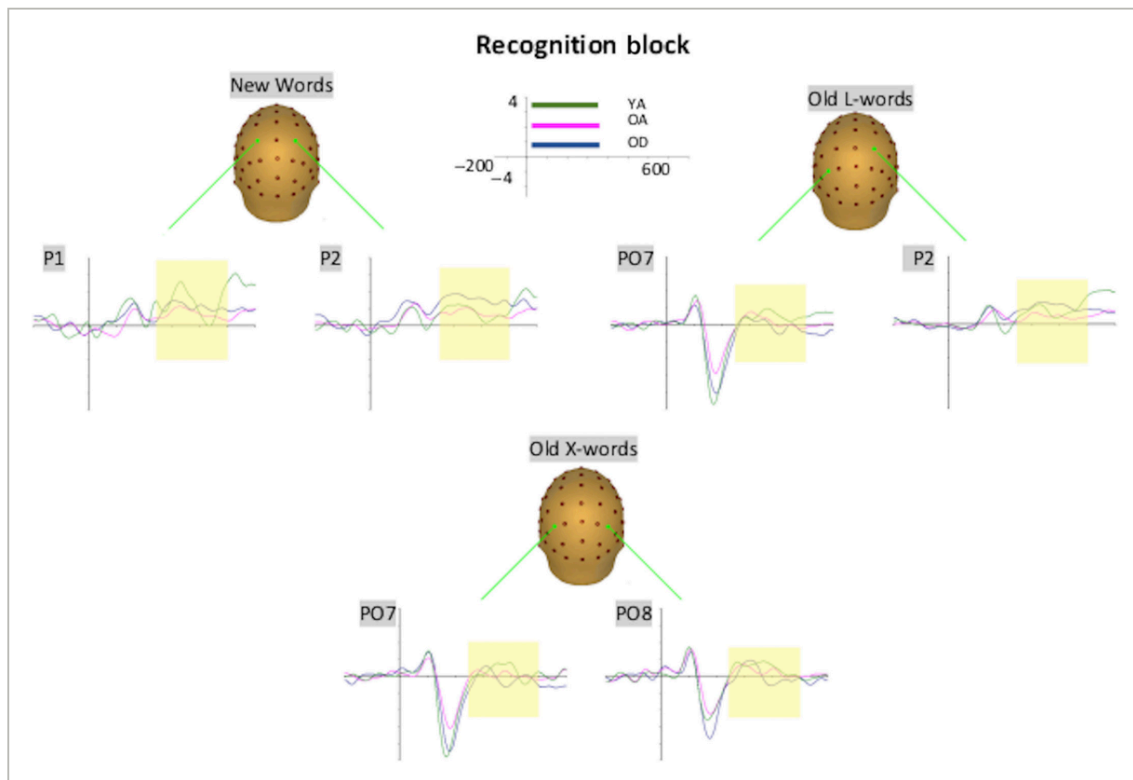 Recognition block
New Words
4
YA
OA
OD
−200
−4
600
Old L-words
P1
P2
PO7
P2
Old X-words
PO7
PO8